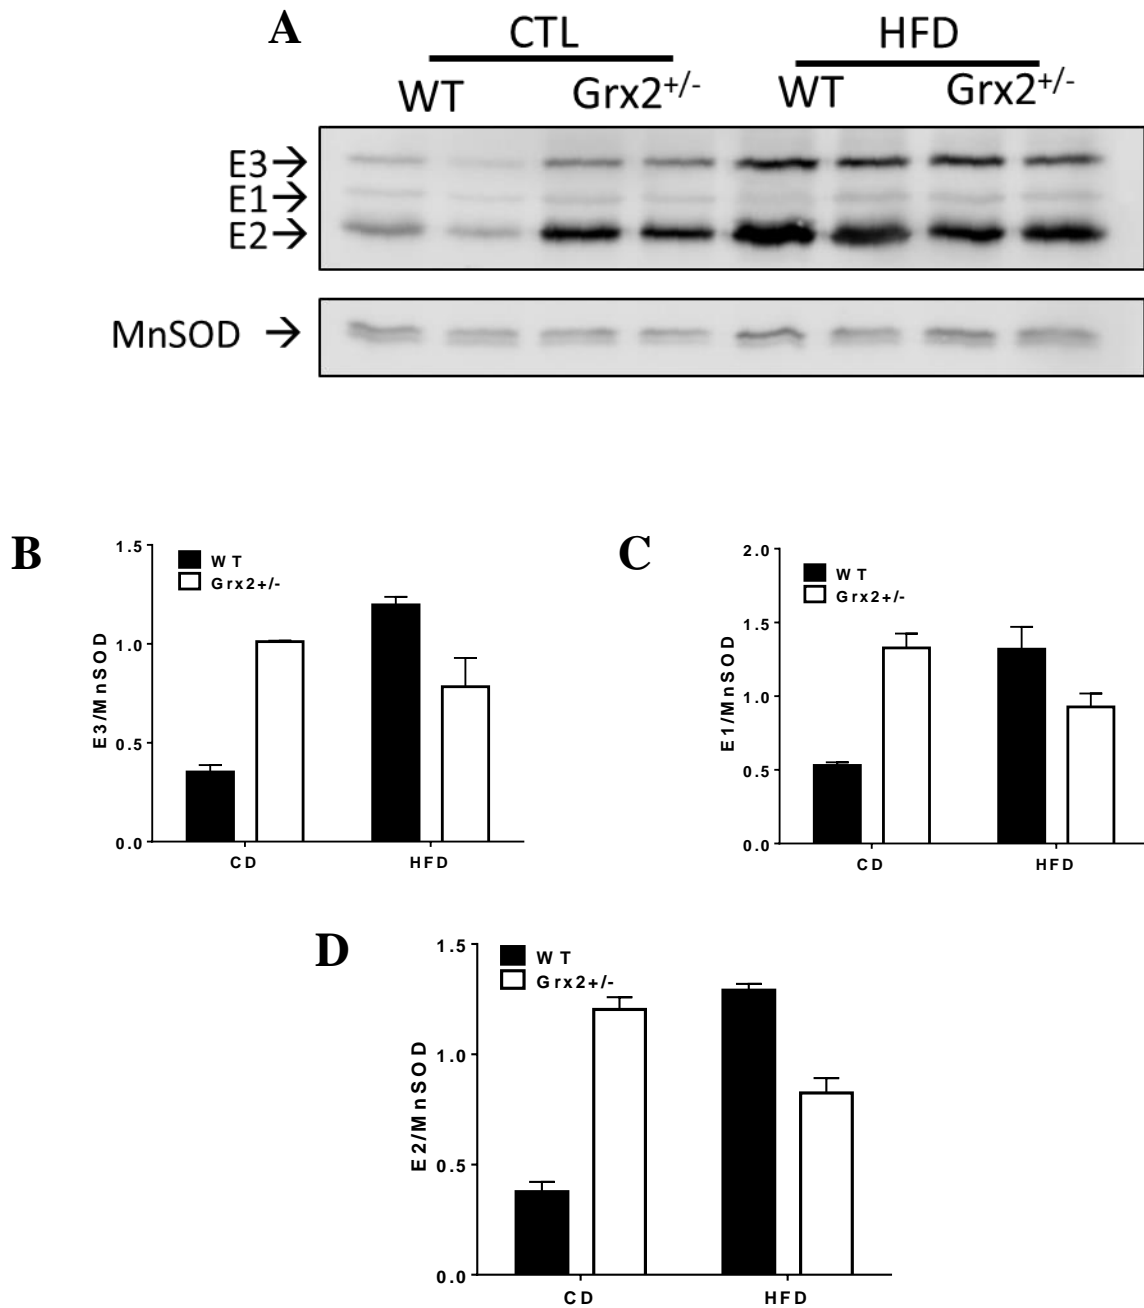 A
CTL HFD
WT Grx2+/- WT Grx2+/-
E3→
E1→
E2→
MnSOD →
B
1.5
1.0
0.5
0.0
E3/MnSOD
WT
Grx2+/-
CD HFD
C
2.0
1.5
1.0
0.5
0.0
E1/MnSOD
WT
Grx2+/-
CD HFD
D
1.5
1.0
0.5
0.0
E2/MnSOD
WT
Grx2+/-
CD HFD